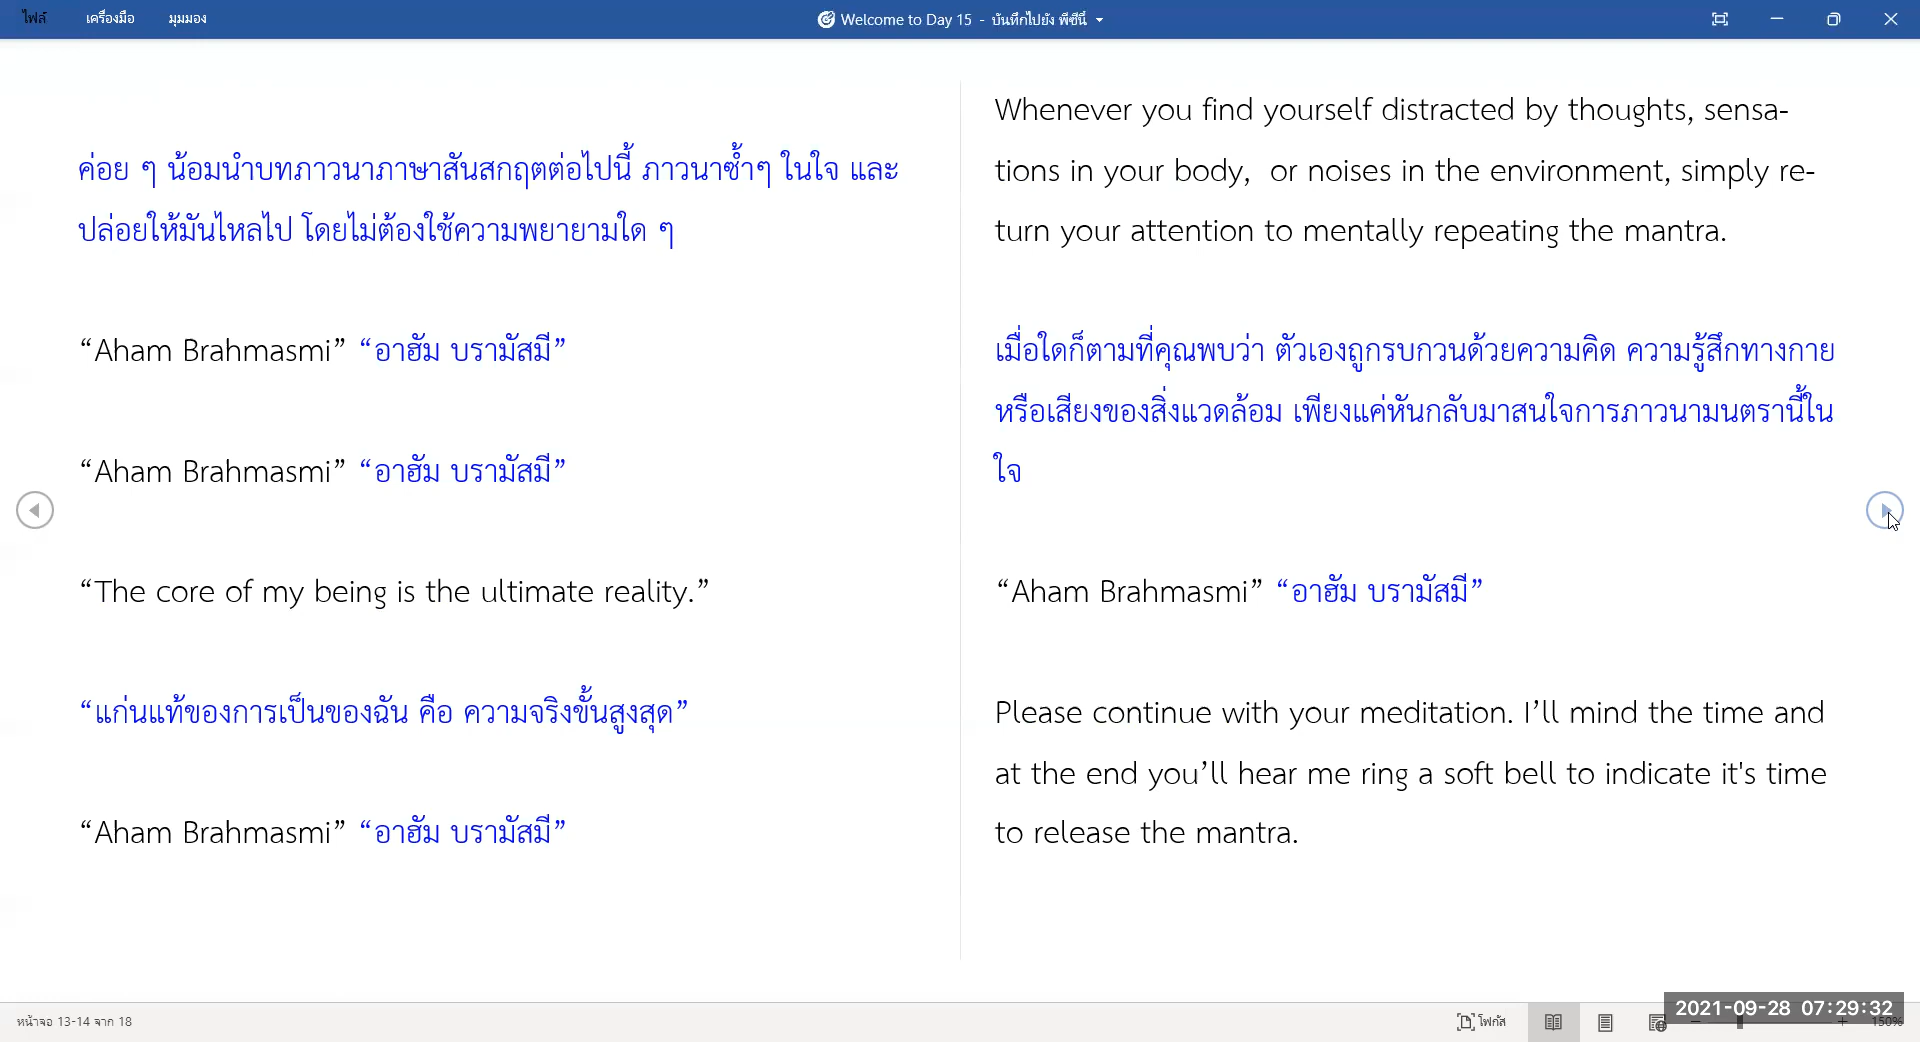 ไฟล์ เครื่องมือ มุมมอง Welcome to Day 15 - บันทึกไปยัง พีซีนี้
ค่อย ๆ น้อมนำบทภาวนาภาษาสันสกฤตต่อไปนี้ ภาวนาซ้ำๆ ในใจ และ
ปล่อยให้มันไหลไป โดยไม่ต้องใช้ความพยายามใด ๆ
“Aham Brahmasmi” “อาฮัม บรามัสมี”
“Aham Brahmasmi” “อาฮัม บรามัสมี”
“The core of my being is the ultimate reality.”
“แก่นแท้ของการเป็นของฉัน คือ ความจริงขั้นสูงสุด”
“Aham Brahmasmi” “อาฮัม บรามัสมี”
Whenever you find yourself distracted by thoughts, sensa-
tions in your body,  or noises in the environment, simply re-
turn your attention to mentally repeating the mantra.
เมื่อใดก็ตามที่คุณพบว่า ตัวเองถูกรบกวนด้วยความคิด ความรู้สึกทางกาย
หรือเสียงของสิ่งแวดล้อม เพียงแค่หันกลับมาสนใจการภาวนามนตรานี้ใน
ใจ
“Aham Brahmasmi” “อาฮัม บรามัสมี”
Please continue with your meditation. I’ll mind the time and
at the end you’ll hear me ring a soft bell to indicate it's time
to release the mantra.
หน้าจอ 13-14 จาก 18 โฟกัส 150%
2021-09-28 07:29:32